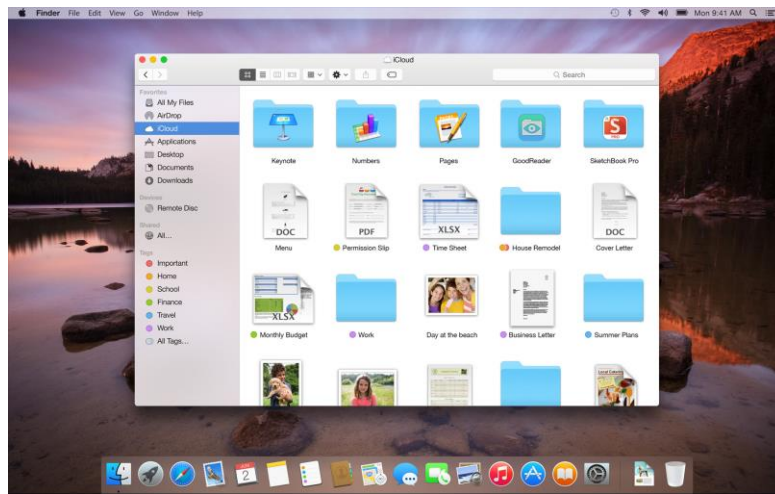 Finder File Edit View Go Window Help
Mon 9:41 AM
iCloud
Search
Favorites
All My Files
AirDrop
iCloud
Applications
Desktop
Documents
Downloads
Devices
Remote Disc
Shared
All...
Tags
Important
Home
School
Finance
Travel
Work
All Tags...
Keynote
Numbers
Pages
GoodReader
SketchBook Pro
S
PRO
DOC
PDF
XLSX
DOC
Menu
Permission Slip
Time Sheet
House Remodel
Cover Letter
XLSX
Monthly Budget
Work
Day at the beach
Business Letter
Summer Plans
2